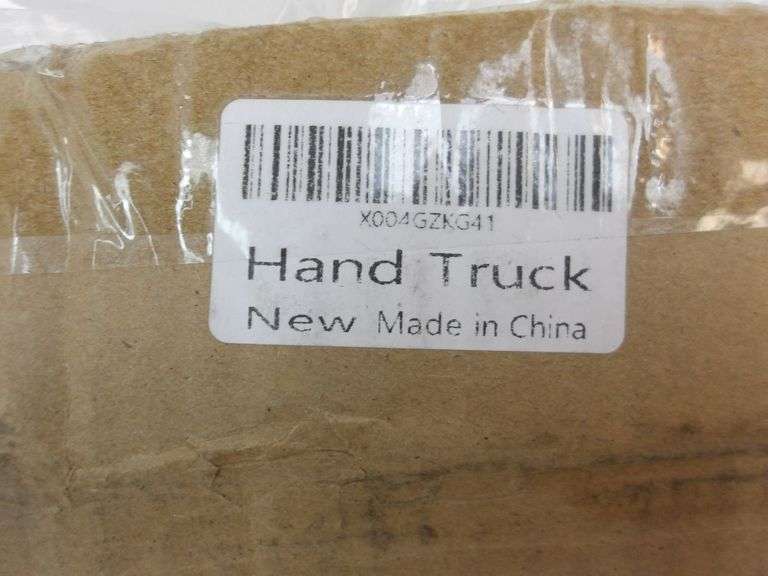 X004GZKG41
Hand Truck
New Made in China